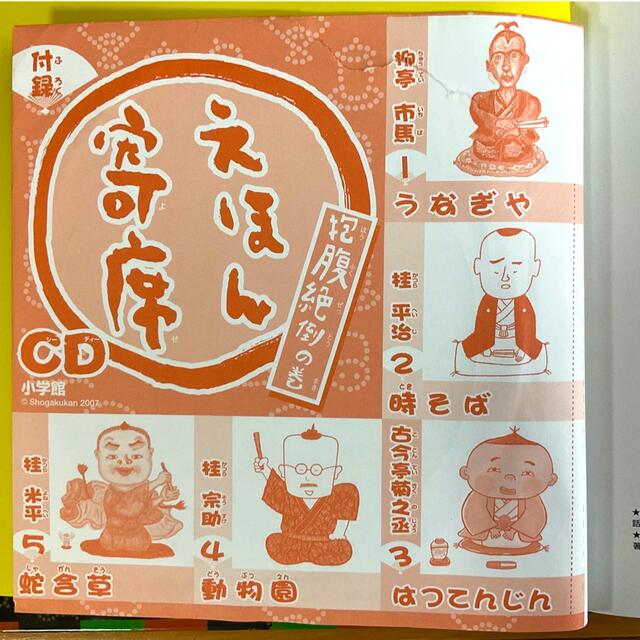 付録
えほん
寄席
抱腹絶倒の巻
CD
小学館
© Shogakukan 2007
柳亭 市馬
1
うなぎや
桂 平治
2
時そば
古今亭菊之丞
3
はつてんじん
桂 宗助
4
動物園
桂 米平
5
蛇含草